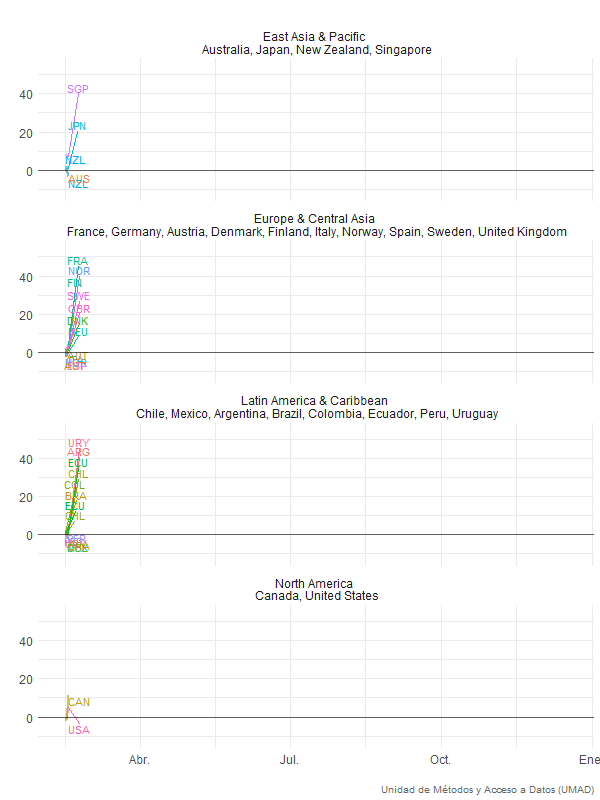 East Asia & Pacific
Australia, Japan, New Zealand, Singapore
40
20
0
SGP
JPN
NZL
AUS
NZL
Europe & Central Asia
France, Germany, Austria, Denmark, Finland, Italy, Norway, Spain, Sweden, United Kingdom
40
20
0
FRA
NOR
FIN
SWE
GBR
DNK
DEU
Latin America & Caribbean
Chile, Mexico, Argentina, Brazil, Colombia, Ecuador, Peru, Uruguay
40
20
0
URY
ARG
ECU
CHL
COL
BRA
ECU
CHL
PER
North America
Canada, United States
40
20
0
CAN
USA
Abr.
Jul.
Oct.
Ene
Unidad de Métodos y Acceso a Datos (UMAD)